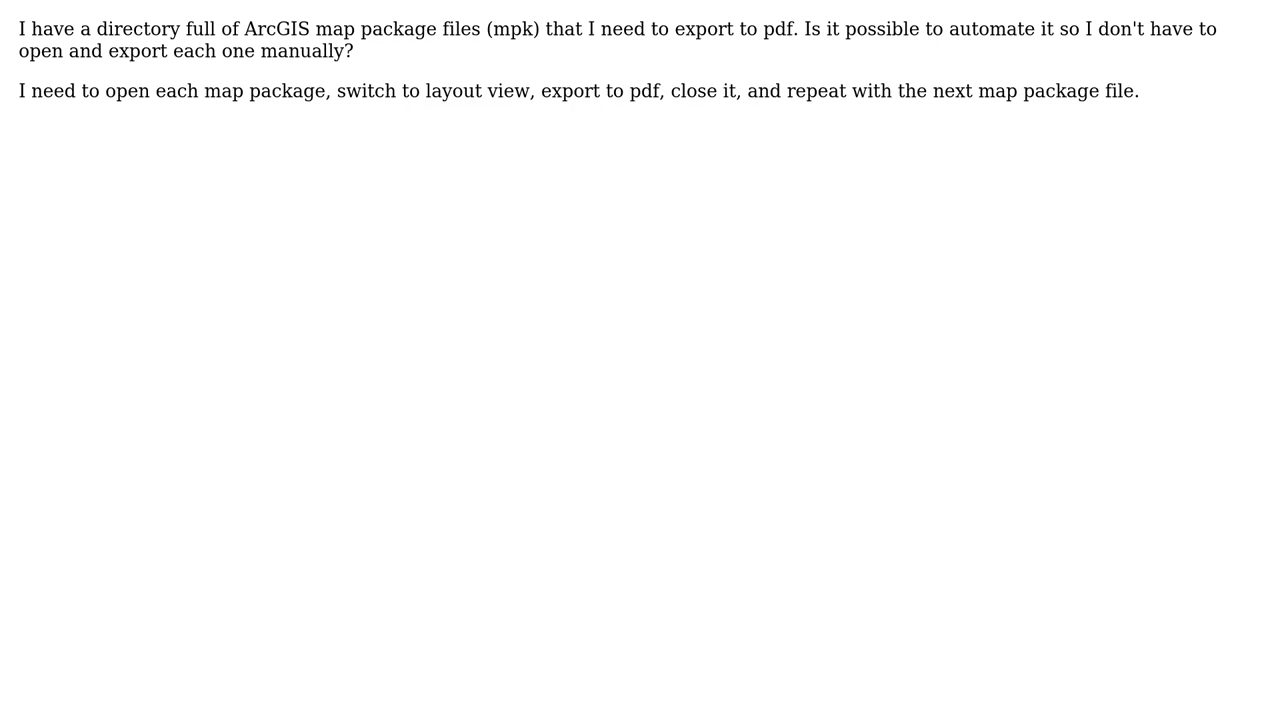 I have a directory full of ArcGIS map package files (mpk) that I need to export to pdf. Is it possible to automate it so I don't have to
open and export each one manually?
I need to open each map package, switch to layout view, export to pdf, close it, and repeat with the next map package file.